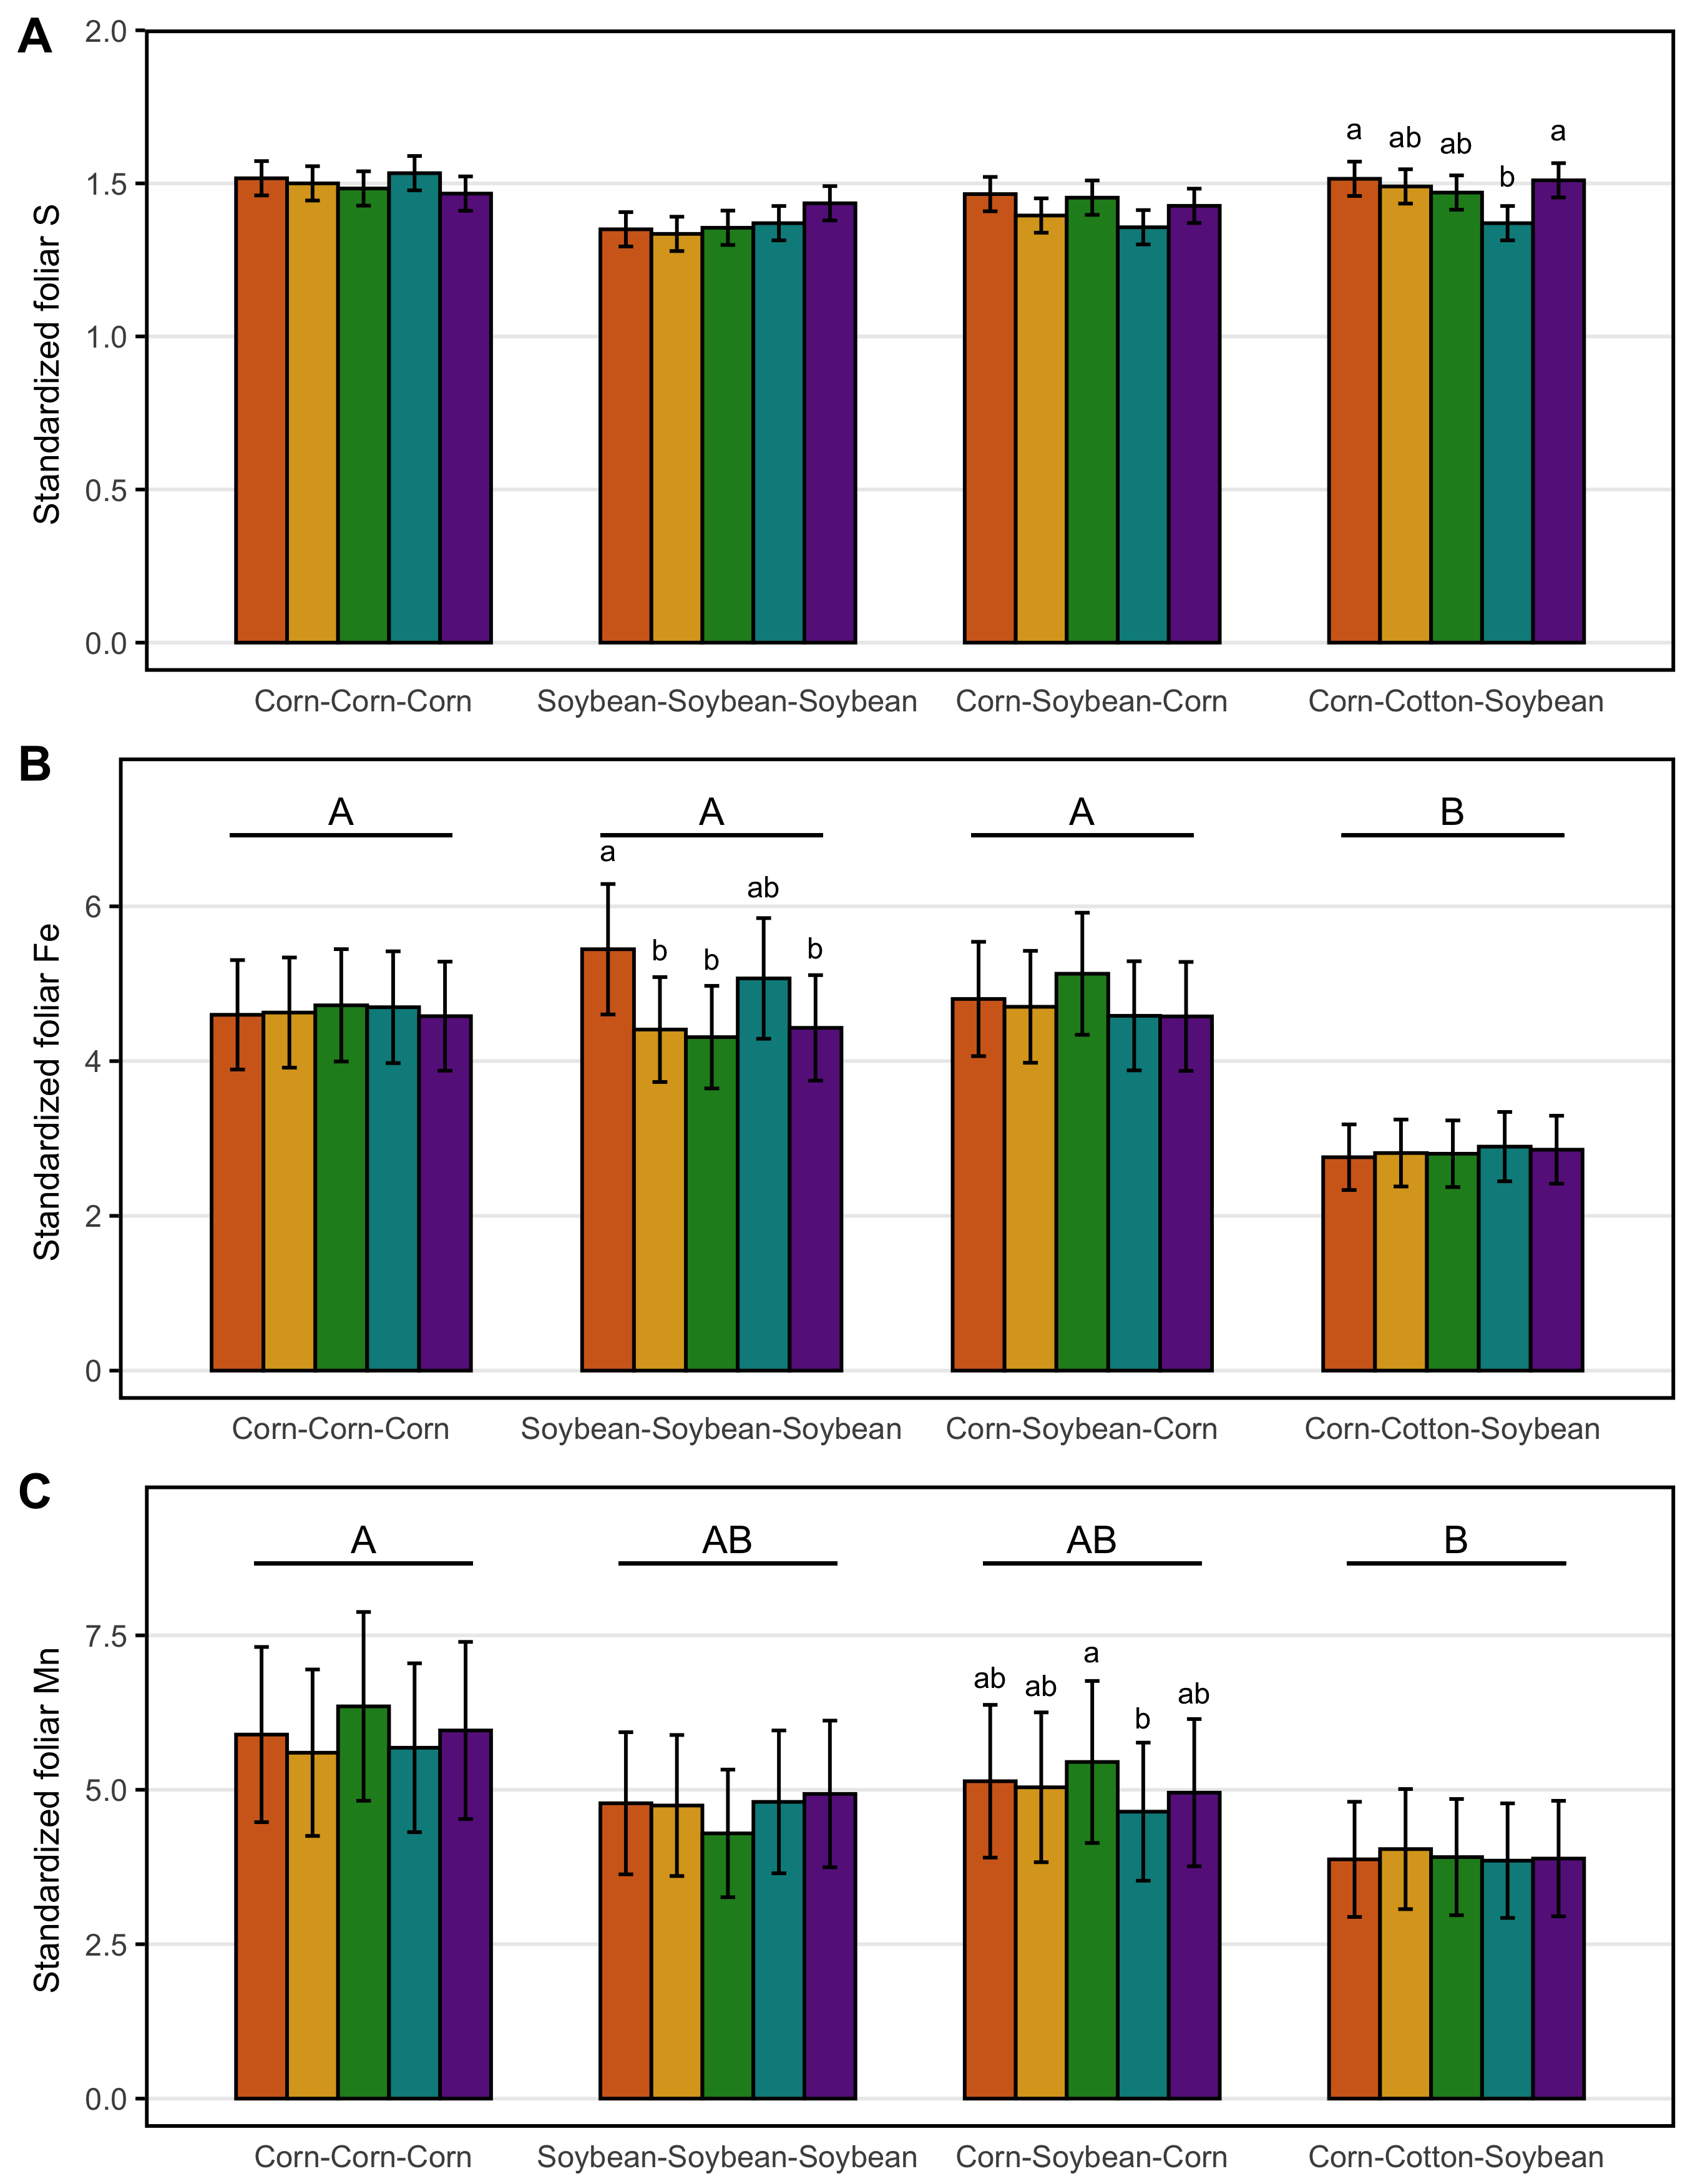 A
Standardized foliar S
2.0
1.5
1.0
0.5
0.0
a ab ab b a
Corn-Corn-Corn Soybean-Soybean-Soybean Corn-Soybean-Corn Corn-Cotton-Soybean
B
Standardized foliar Fe
A A A B
a b b ab b
6
4
2
0
Corn-Corn-Corn Soybean-Soybean-Soybean Corn-Soybean-Corn Corn-Cotton-Soybean
C
Standardized foliar Mn
A AB AB B
ab ab a b ab
7.5
5.0
2.5
0.0
Corn-Corn-Corn Soybean-Soybean-Soybean Corn-Soybean-Corn Corn-Cotton-Soybean